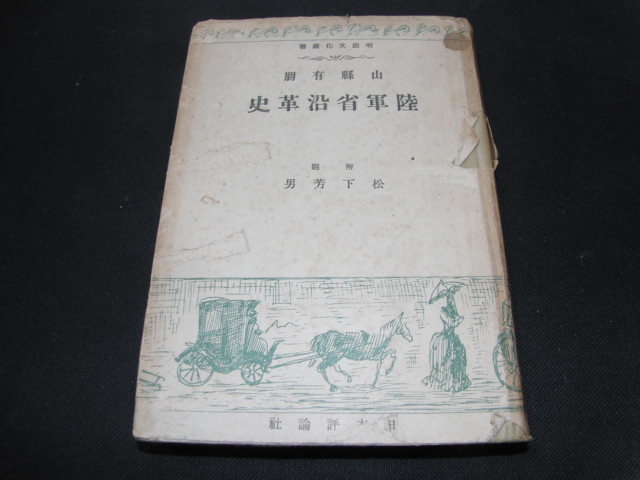 明治文化叢書
山縣有朋
陸軍省沿革史
解題
松下芳男
日本評論社